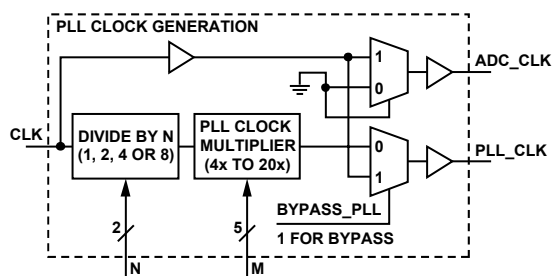 PLL CLOCK GENERATION
1
ADC_CLK
0
CLK
DIVIDE BY N
(1, 2, 4 OR 8)
PLL CLOCK
MULTIPLIER
(4x TO 20x)
0
PLL_CLK
1
BYPASS_PLL
2
5
1 FOR BYPASS
N
M